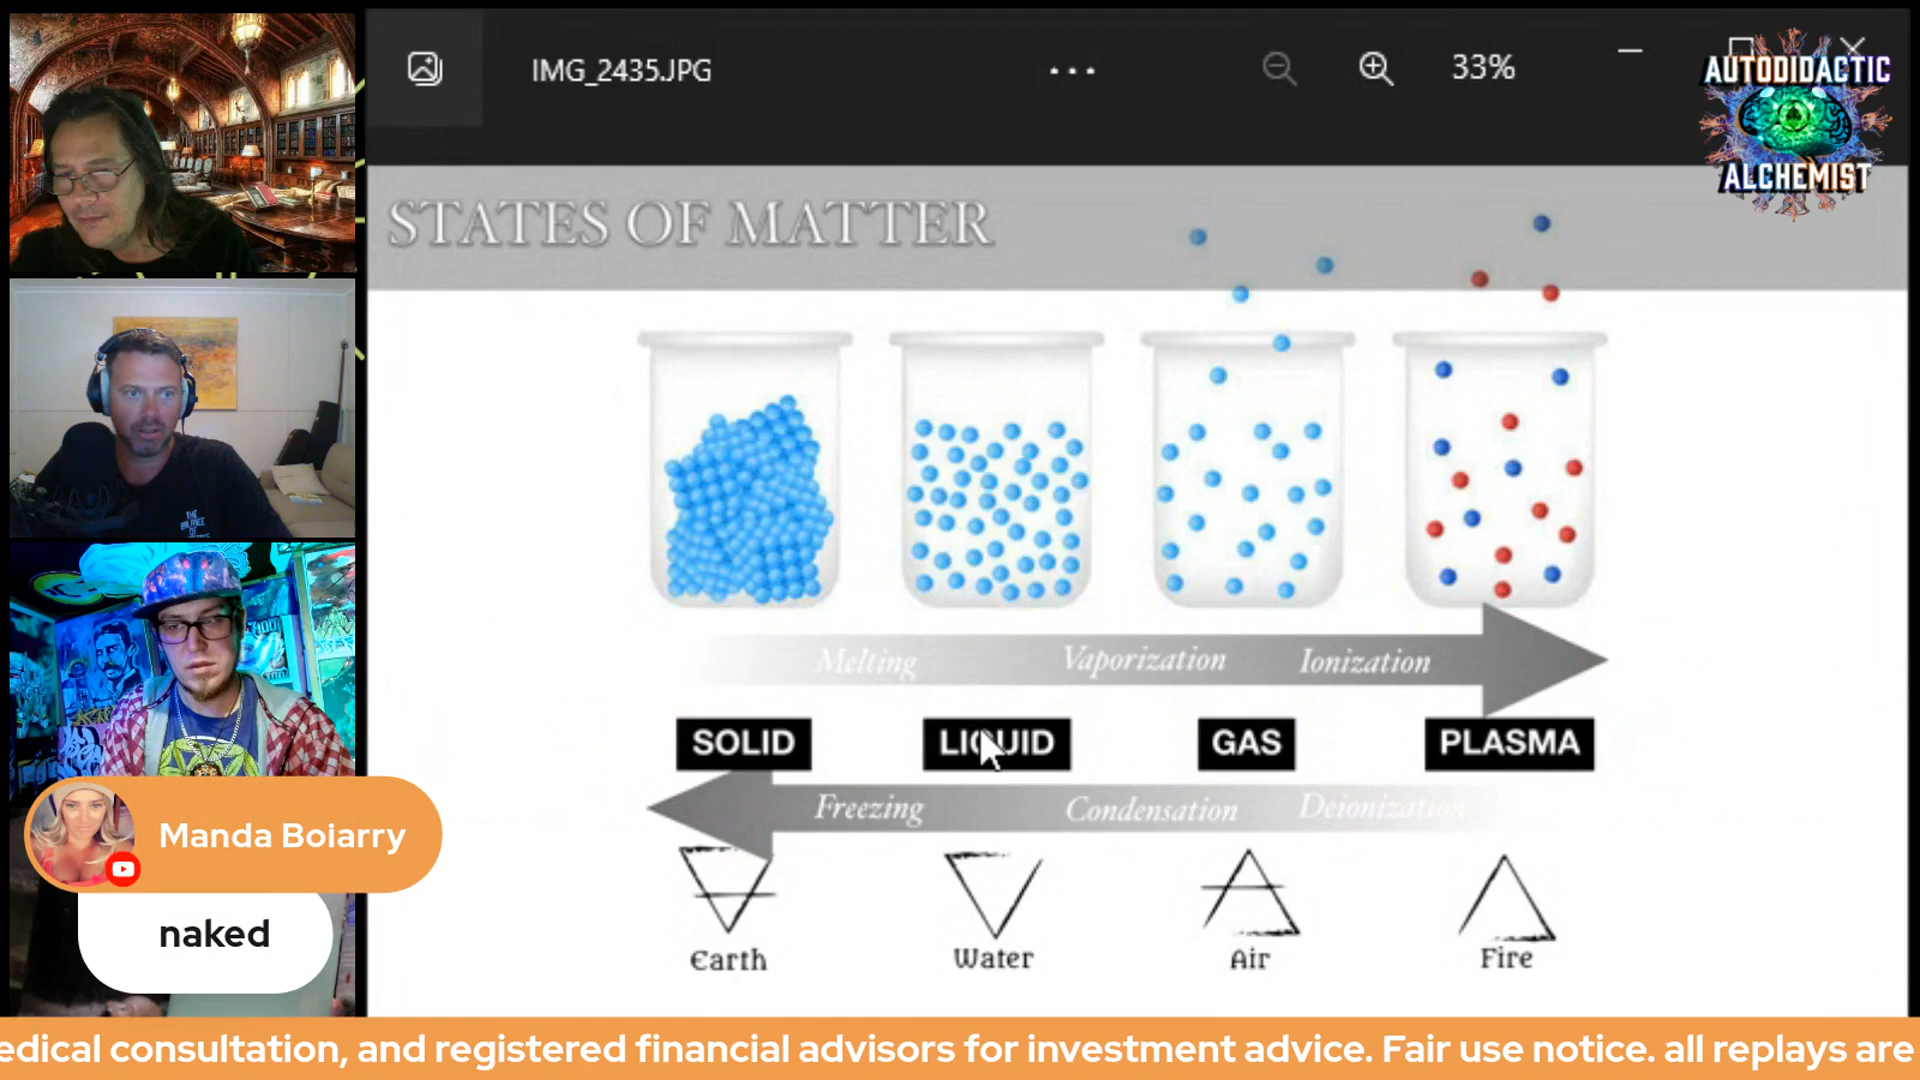 IMG_2435.JPG
33%
AUTODIDACTIC
ALCHEMIST
STATES OF MATTER
Melting Vaporization Ionization
SOLID LIQUID GAS PLASMA
Freezing Condensation Deionization
Earth Water Air Fire
Manda Boiarry
naked
edical consultation, and registered financial advisors for investment advice. Fair use notice. all replays are